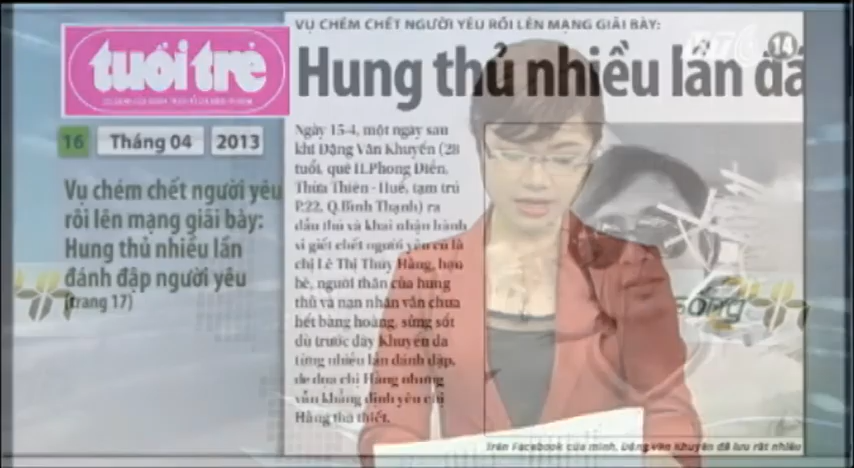 VỤ CHÉM CHẾT NGƯỜI YÊU RỒI LÊN MẠNG GIÃI BÀY:
14
tuổi trẻ
Hung thủ nhiều lần đá
16 Tháng 04 2013
Vụ chém chết người yêu
rồi lên mạng giãi bày:
Hung thủ nhiều lần
đánh đập người yêu
(trang 17)
Ngày 15-4, một ngày sau
khi Đặng Văn Khuyến (28
tuổi, quê H.Phong Điền,
Thừa Thiên - Huế, tạm trú
P.22, Q.Bình Thạnh) ra
đầu thú và khai nhận hành
vi giết chết người yêu cũ là
chị Lê Thị Thúy Hằng, bạn
bè, người thân của hung
thủ và nạn nhân vẫn chưa
hết bàng hoàng, sửng sốt
dù trước đây Khuyến đã
từng nhiều lần đánh đập,
đe dọa chị Hằng nhưng
vẫn khẳng định yêu chị
Hằng tha thiết.
sống
Trên Facebook của mình, Đặng Văn Khuyến đã lưu rất nhiều